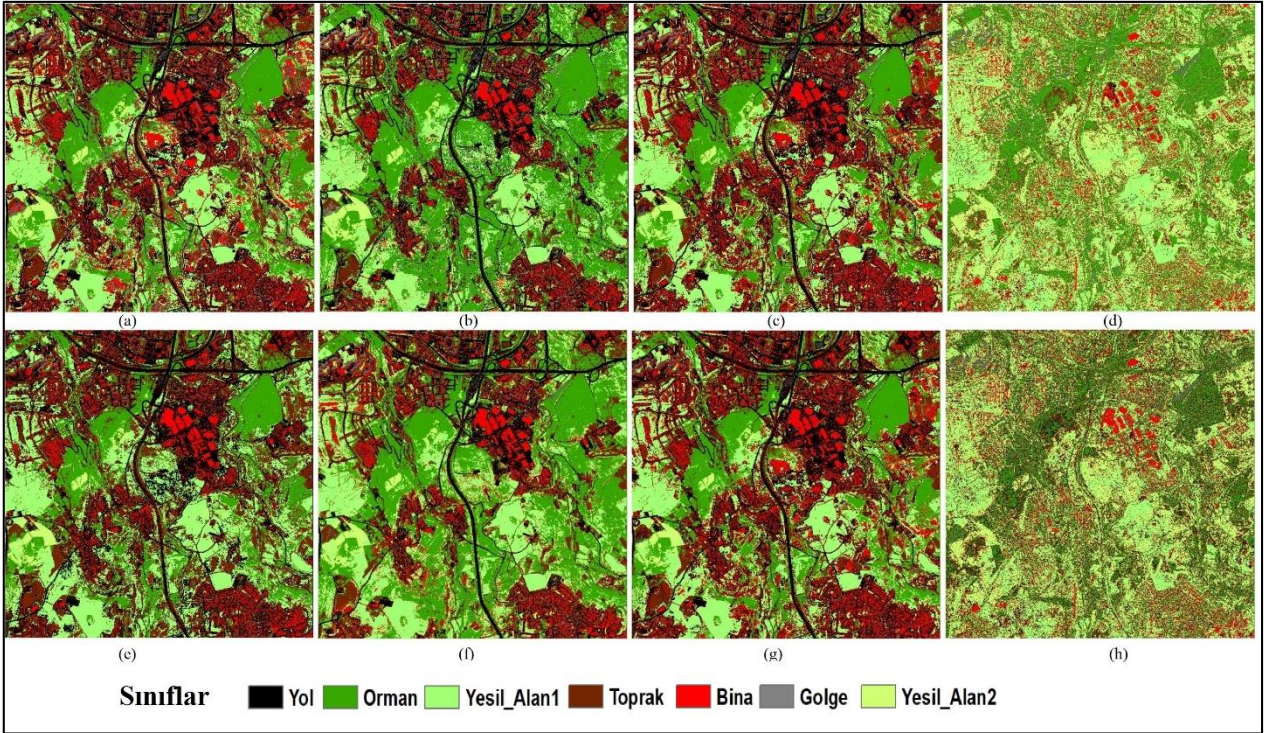 (a) (b) (c) (d)
(e) (f) (g) (h)
Sınıflar Yol Orman Yesil_Alan1 Toprak Bina Golge Yesil_Alan2